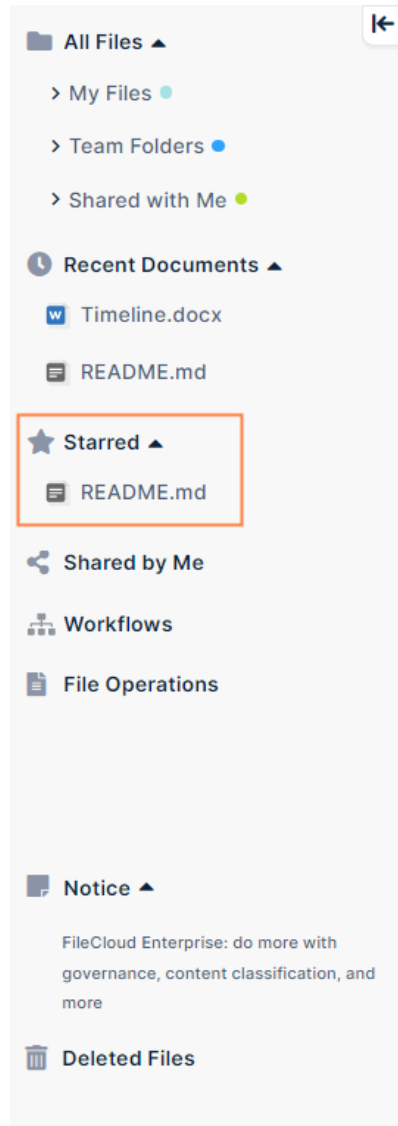 All Files
My Files
Team Folders
Shared with Me
Recent Documents
Timeline.docx
README.md
Starred
README.md
Shared by Me
Workflows
File Operations
Notice
FileCloud Enterprise: do more with
governance, content classification, and
more
Deleted Files